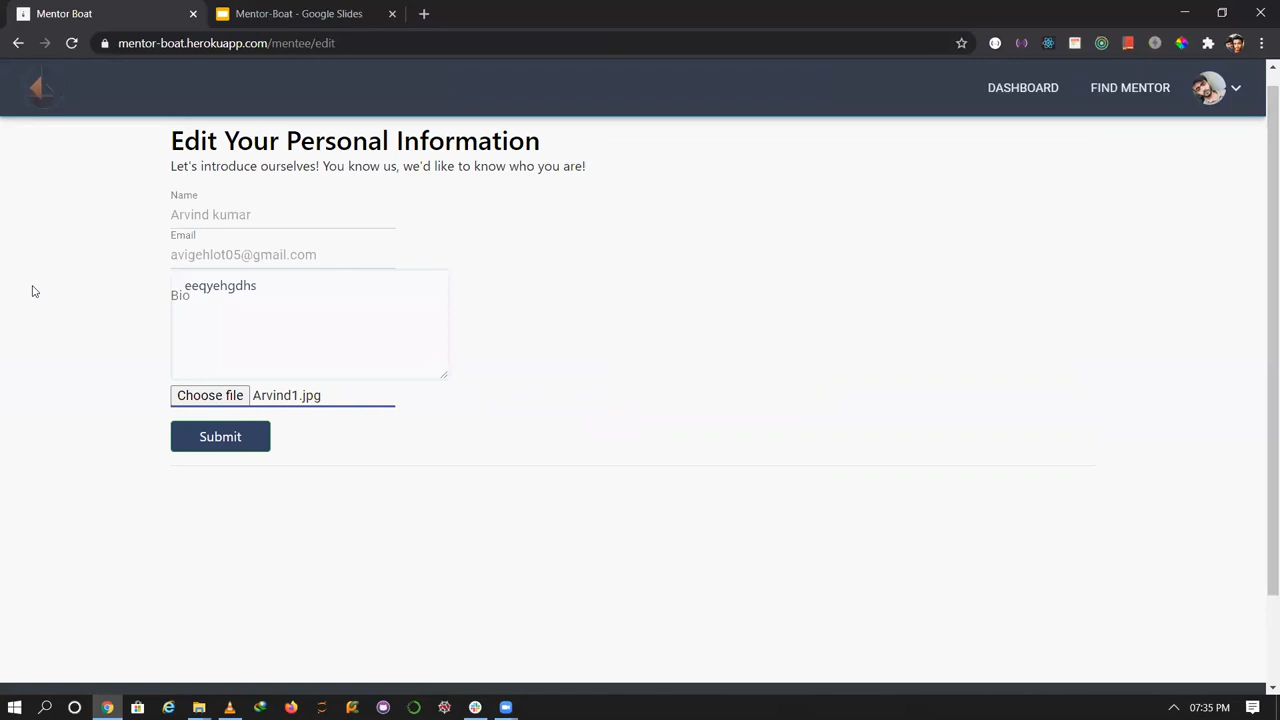 Mentor Boat
Mentor-Boat - Google Slides
mentor-boat.herokuapp.com/mentee/edit
DASHBOARD
FIND MENTOR
Edit Your Personal Information
Let's introduce ourselves! You know us, we'd like to know who you are!
Name
Arvind kumar
Email
avigehlot05@gmail.com
eeqyehgdhs
Bio
Choose file Arvind1.jpg
Submit
07:35 PM